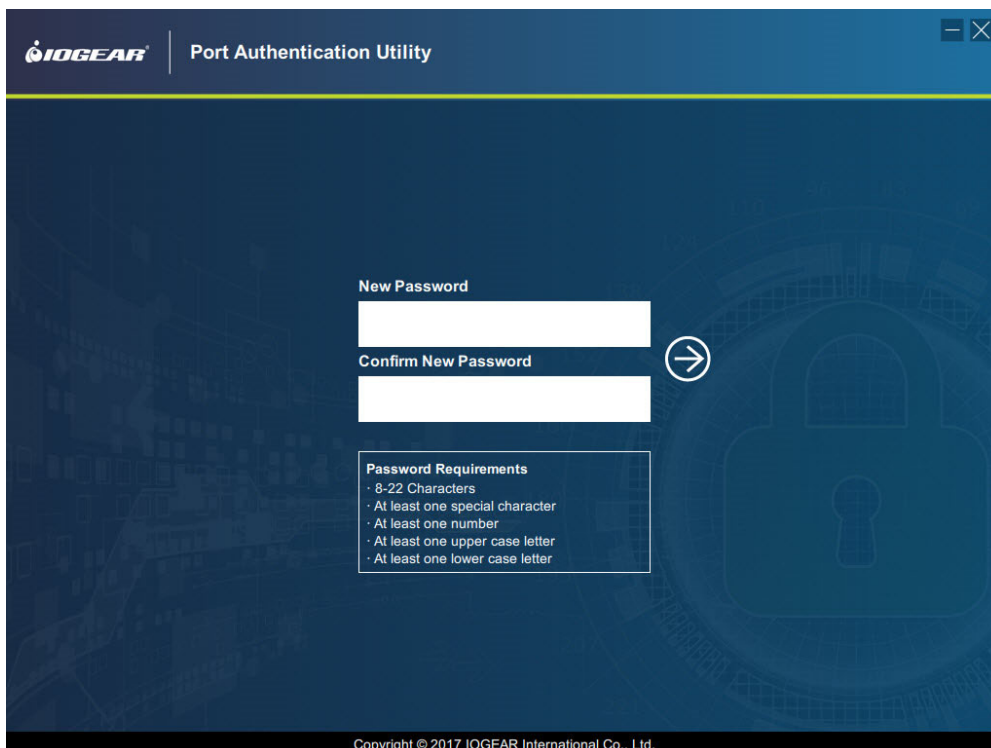 IOGEAR
Port Authentication Utility
New Password
Confirm New Password
Password Requirements
· 8-22 Characters
· At least one special character
· At least one number
· At least one upper case letter
· At least one lower case letter
Copyright © 2017 IOGEAR International Co., Ltd.